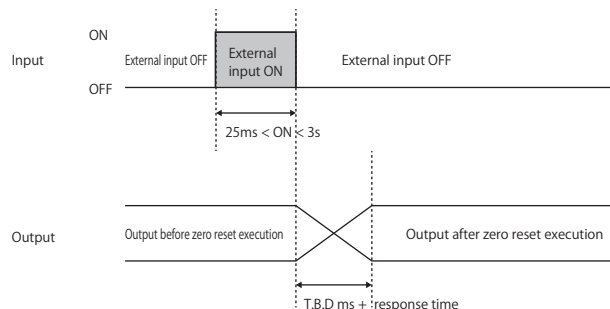 ON
Input
External input OFF
External
input ON
External input OFF
OFF
25ms < ON < 3s
Output
Output before zero reset execution
Output after zero reset execution
T.B.D ms + response time